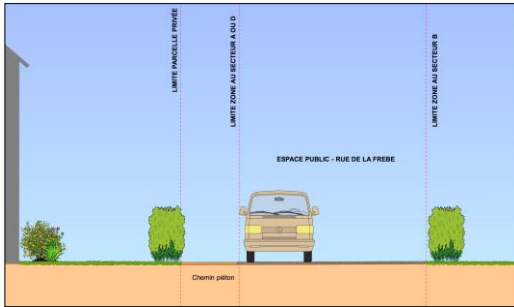 LIMITE PARCELLE PRIVÉE
LIMITE ZONE AU SECTEUR A OU D
LIMITE ZONE AU SECTEUR B
ESPACE PUBLIC - RUE DE LA FREBE
Chemin piéton